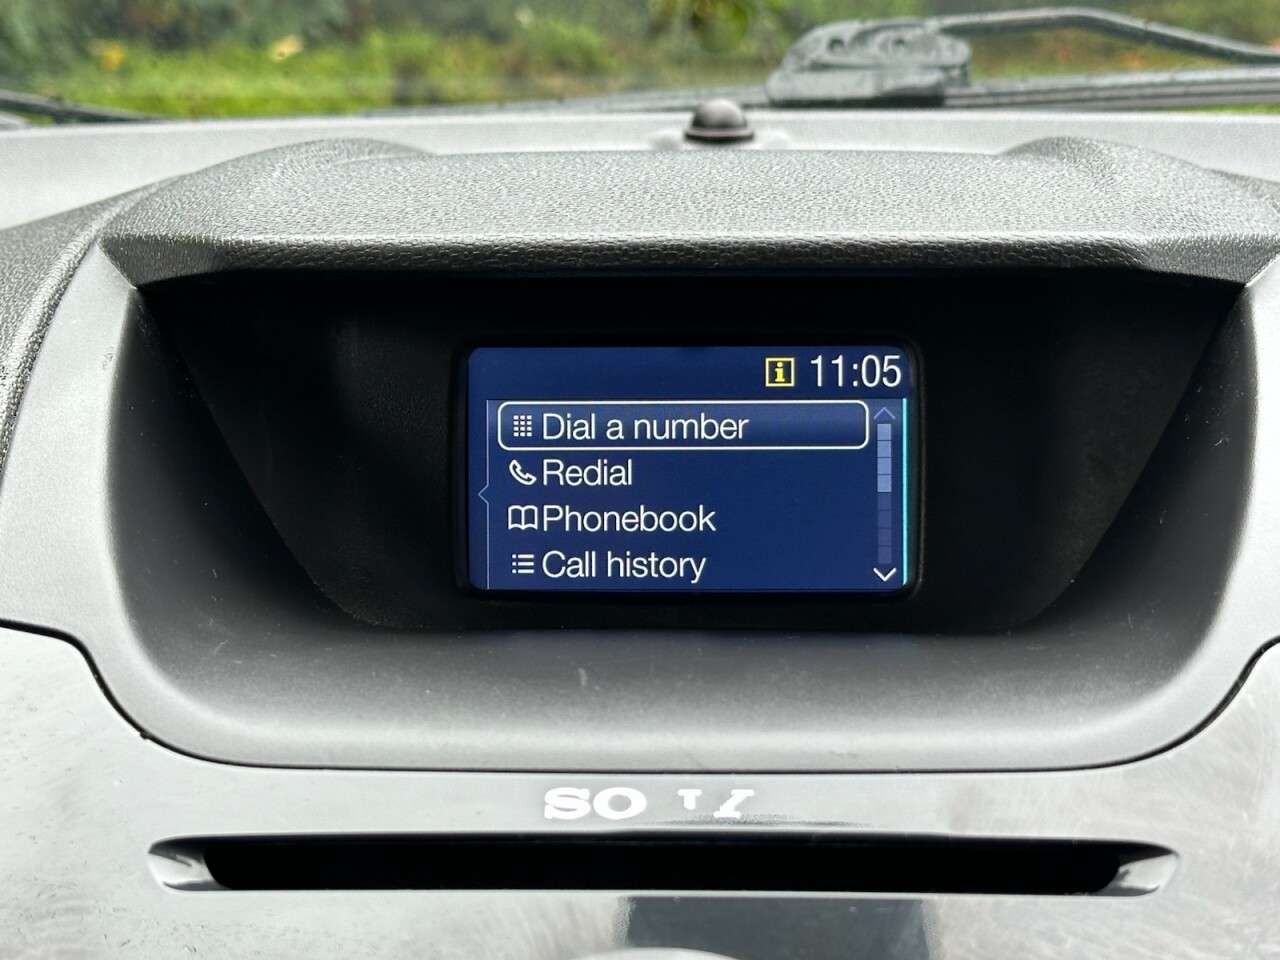 11:05
Dial a number
Redial
Phonebook
Call history